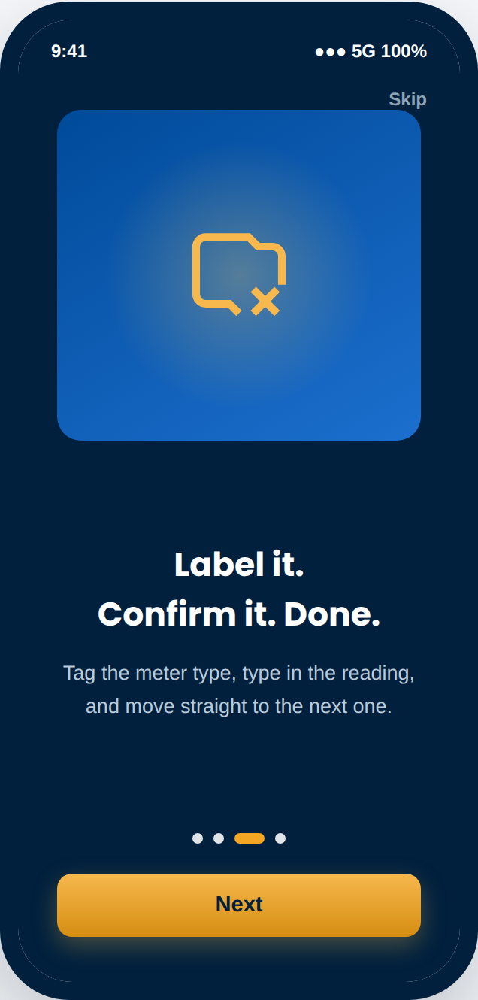 9:41
●●● 5G 100%
Skip
Label it.
Confirm it. Done.
Tag the meter type, type in the reading,
and move straight to the next one.
Next